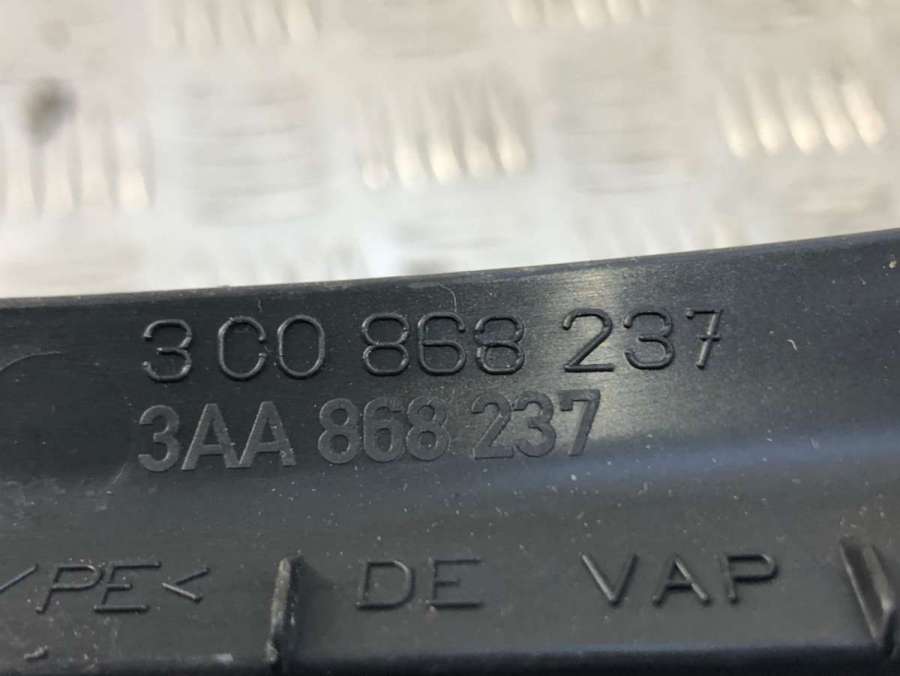 3C0 868 237
3AA 868 237
>PE< DE VAP